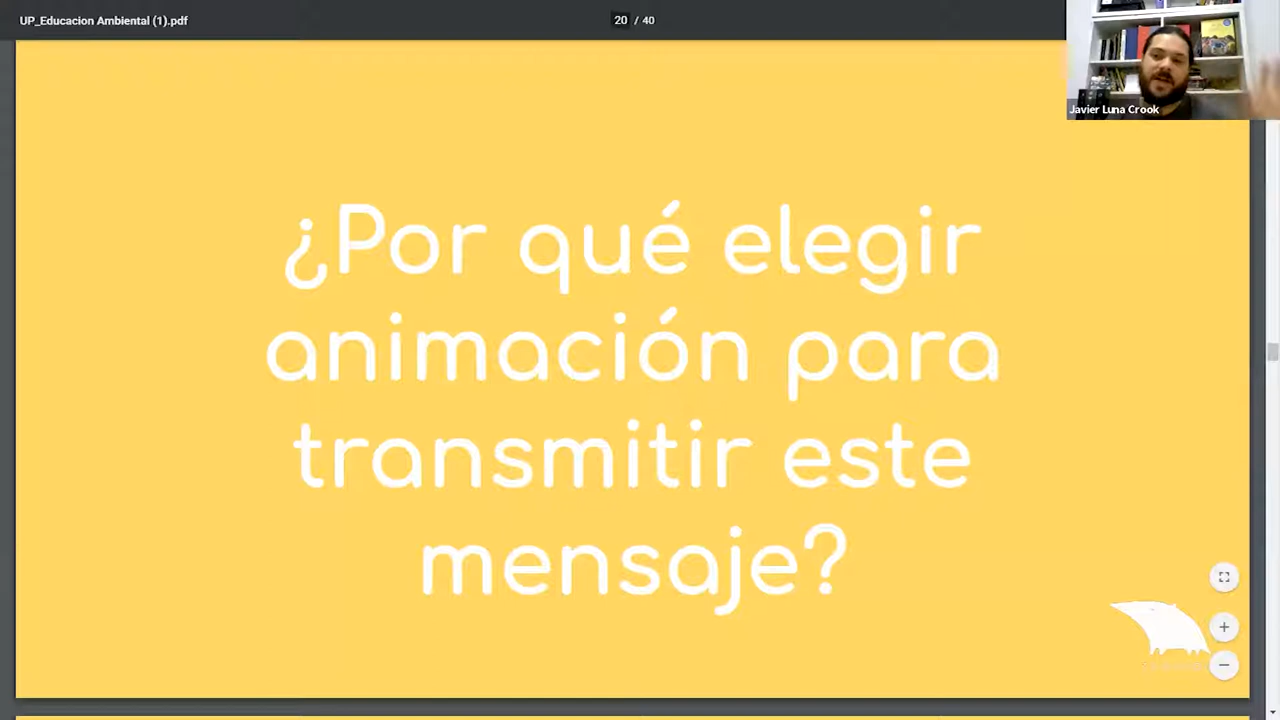 UP_Educacion Ambiental (1).pdf
20 / 40
Javier Luna Crook
¿Por qué elegir
animación para
transmitir este
mensaje?